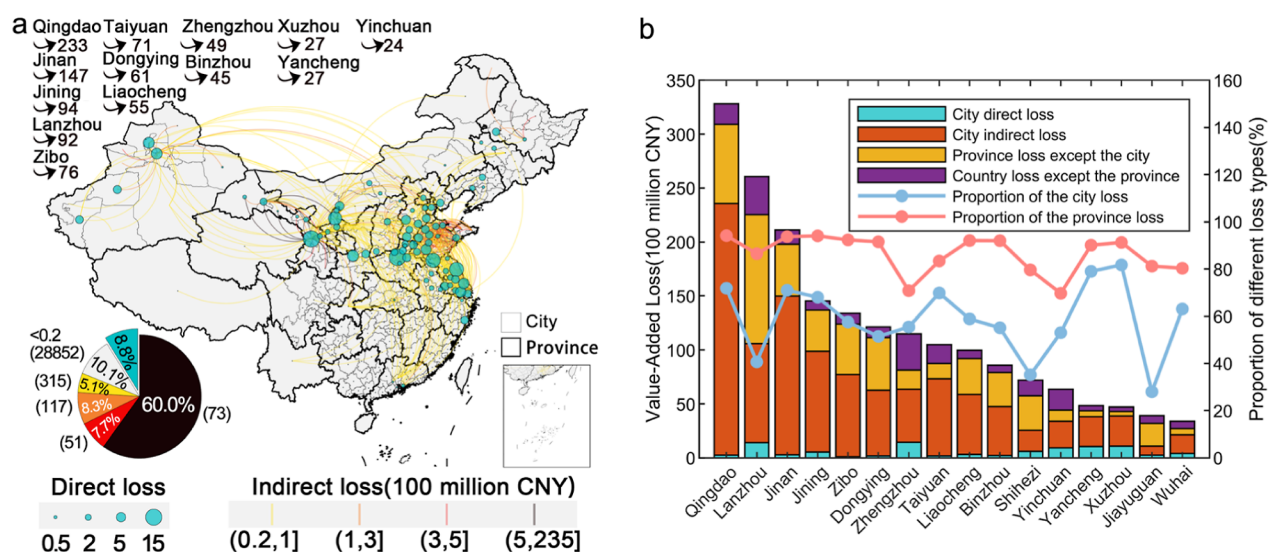 a
Qingdao Taiyuan Zhengzhou Xuzhou Yinchuan
233 71 49 27 24
Jinan Dongying Binzhou Yancheng
147 61 45 27
Jining Liaocheng
94 55
Lanzhou
92
Zibo
76
City
Province
<0.2
(28852)
(315)
(117)
(51)
(73)
8.8%
10.1%
5.1%
8.3%
7.7%
60.0%
Direct loss
0.5 2 5 15
Indirect loss(100 million CNY)
(0.2,1] (1,3] (3,5] (5,235]
b
Value-Added Loss(100 million CNY)
350
300
250
200
150
100
50
0
City direct loss
City indirect loss
Province loss except the city
Country loss except the province
Proportion of the city loss
Proportion of the province loss
160
140
120
100
80
60
40
20
0
Proportion of different loss types(%)
Qingdao
Lanzhou
Jinan
Jining
Zibo
Dongying
Zhengzhou
Taiyuan
Liaocheng
Binzhou
Shihezi
Yinchuan
Yancheng
Xuzhou
Jiayuguan
Wuhai